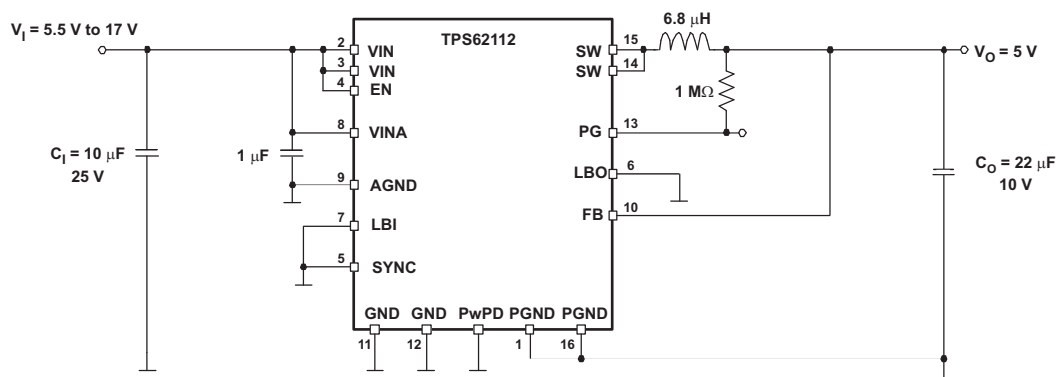 V_I = 5.5 V to 17 V
TPS62112
6.8 μH
V_O = 5 V
2 VIN
3 VIN
4 EN
8 VINA
9 AGND
7 LBI
5 SYNC
15 SW
14 SW
1 MΩ
13 PG
6 LBO
10 FB
C_I = 10 μF
25 V
1 μF
C_O = 22 μF
10 V
GND GND PwPD PGND PGND
11 12 1 16